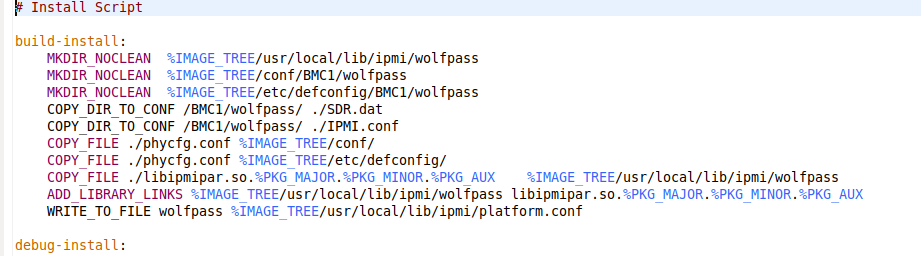 # Install Script
build-install:
MKDIR_NOCLEAN  %IMAGE_TREE/usr/local/lib/ipmi/wolfpass
MKDIR_NOCLEAN  %IMAGE_TREE/conf/BMC1/wolfpass
MKDIR_NOCLEAN  %IMAGE_TREE/etc/defconfig/BMC1/wolfpass
COPY_DIR_TO_CONF /BMC1/wolfpass/ ./SDR.dat
COPY_DIR_TO_CONF /BMC1/wolfpass/ ./IPMI.conf
COPY_FILE ./phycfg.conf %IMAGE_TREE/conf/
COPY_FILE ./phycfg.conf %IMAGE_TREE/etc/defconfig/
COPY_FILE ./libipmipar.so.%PKG_MAJOR.%PKG_MINOR.%PKG_AUX    %IMAGE_TREE/usr/local/lib/ipmi/wolfpass
ADD_LIBRARY_LINKS %IMAGE_TREE/usr/local/lib/ipmi/wolfpass libipmipar.so.%PKG_MAJOR.%PKG_MINOR.%PKG_AUX
WRITE_TO_FILE wolfpass %IMAGE_TREE/usr/local/lib/ipmi/platform.conf
debug-install: